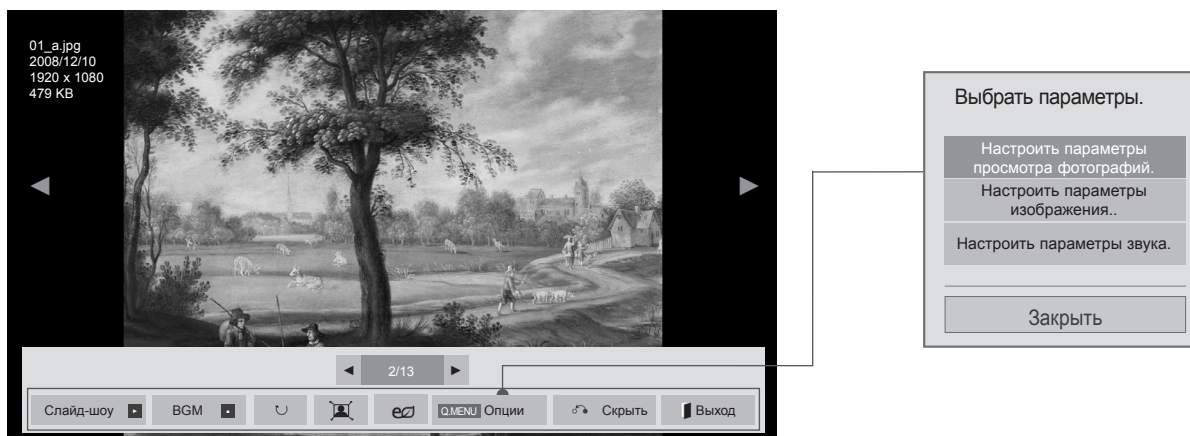 01_a.jpg
2008/12/10
1920 x 1080
479 KB
2/13
Слайд-шоу BGM Q.MENU Опции Скрыть Выход
Выбрать параметры.
Настроить параметры
просмотра фотографий.
Настроить параметры
изображения..
Настроить параметры звука.
Закрыть